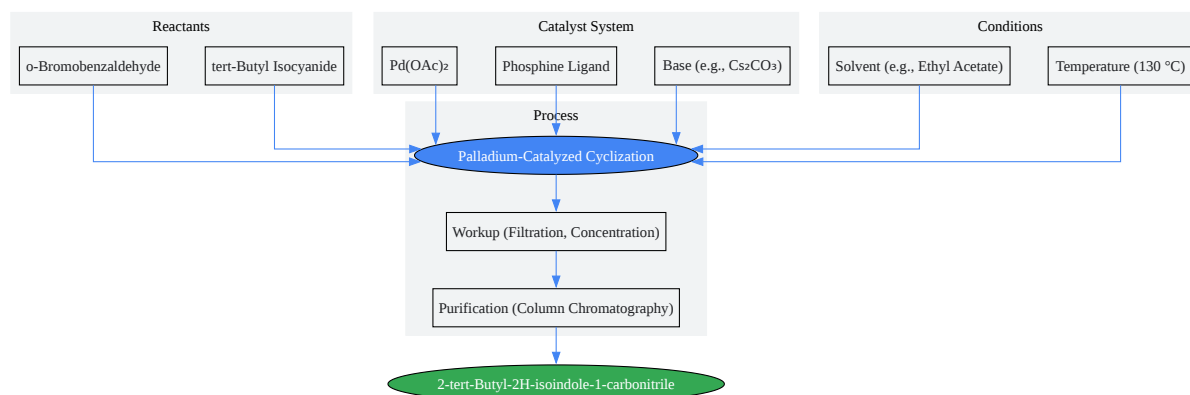 Reactants
Catalyst System
Conditions
o-Bromobenzaldehyde
tert-Butyl Isocyanide
Pd(OAc)₂
Phosphine Ligand
Base (e.g., Cs₂CO₃)
Solvent (e.g., Ethyl Acetate)
Temperature (130 °C)
Process
Palladium-Catalyzed Cyclization
Workup (Filtration, Concentration)
Purification (Column Chromatography)
2-tert-Butyl-2H-isoindole-1-carbonitrile